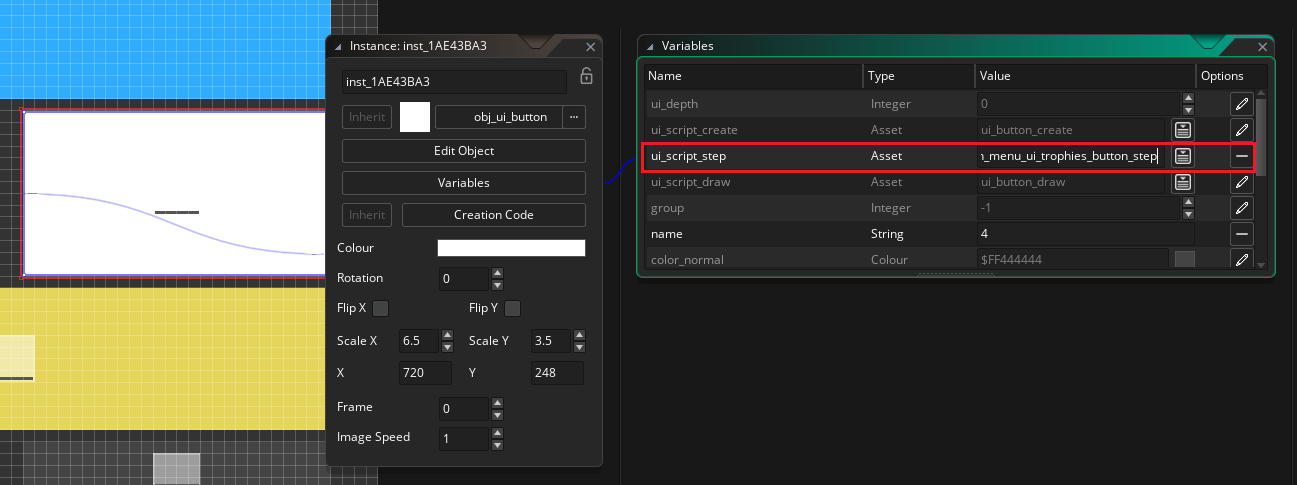 Instance: inst_1AE43BA3
inst_1AE43BA3
Inherit
obj_ui_button
...
Edit Object
Variables
Inherit
Creation Code
Colour
Rotation
0
Flip X
Flip Y
Scale X
6.5
Scale Y
3.5
X
720
Y
248
Frame
0
Image Speed
1
Variables
Name Type Value Options
ui_depth Integer 0
ui_script_create Asset ui_button_create
ui_script_step Asset _menu_ui_trophies_button_step
ui_script_draw Asset ui_button_draw
group Integer -1
name String 4
color_normal Colour $FF444444